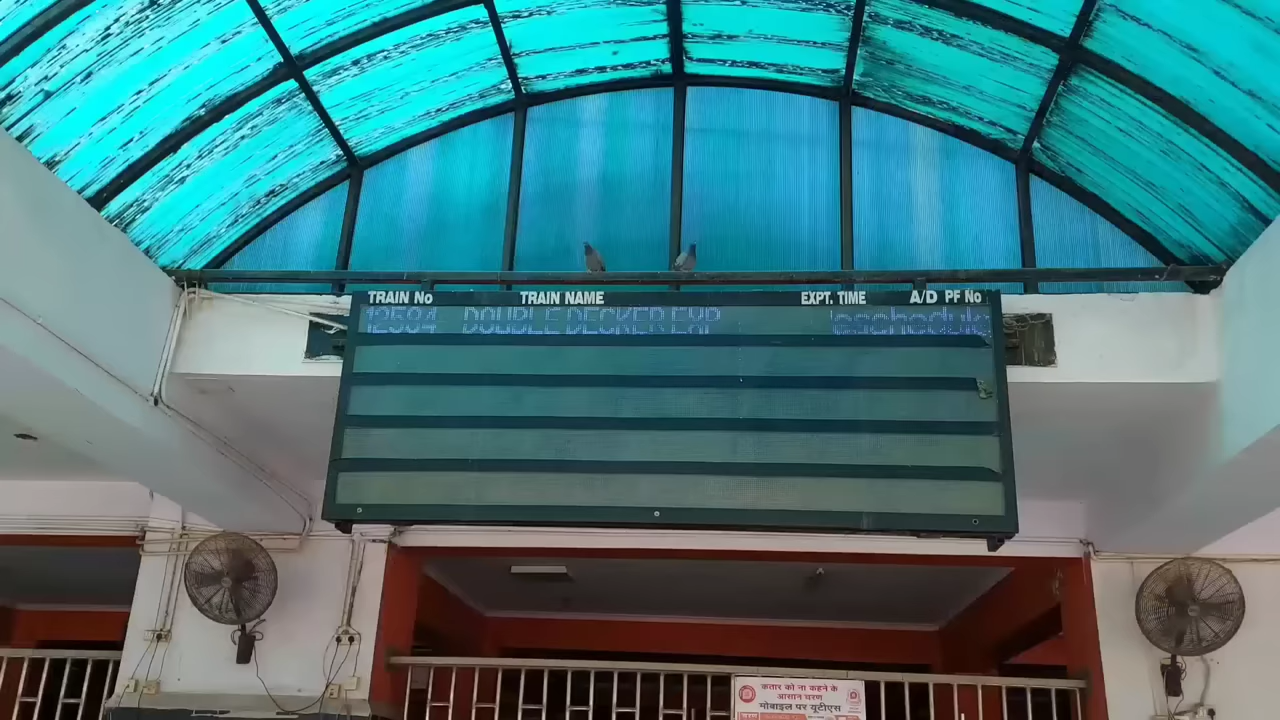 TRAIN No TRAIN NAME EXPT. TIME A/D PF No
12584 DOUBLE DECKER EXP eschedule
कतार को ना कहने के
आसान चरण
मोबाइल पर यूटीएस